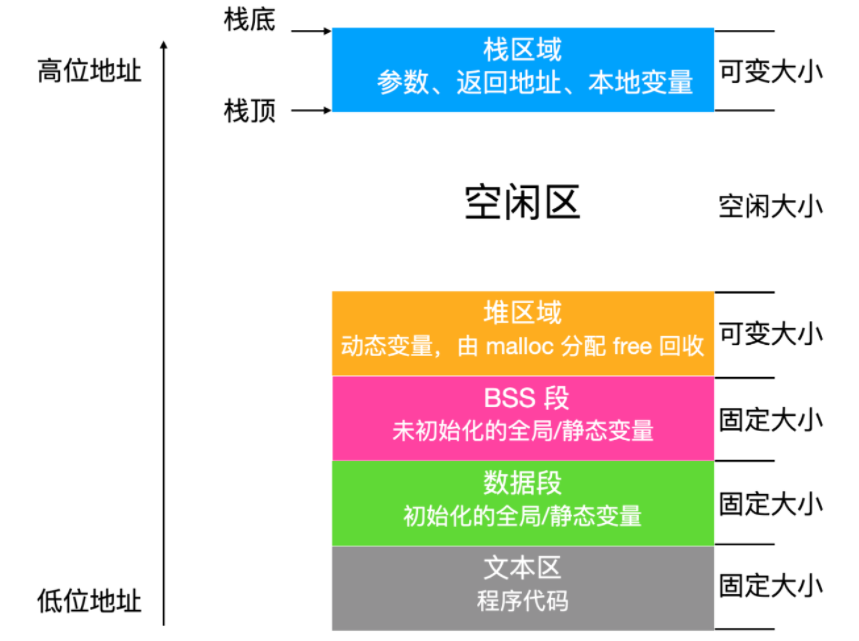 栈底
栈区域
高位地址
参数、返回地址、本地变量
可变大小
栈顶
空闲区
空闲大小
堆区域
动态变量，由 malloc 分配 free 回收
可变大小
BSS 段
未初始化的全局/静态变量
固定大小
数据段
初始化的全局/静态变量
固定大小
文本区
程序代码
固定大小
低位地址